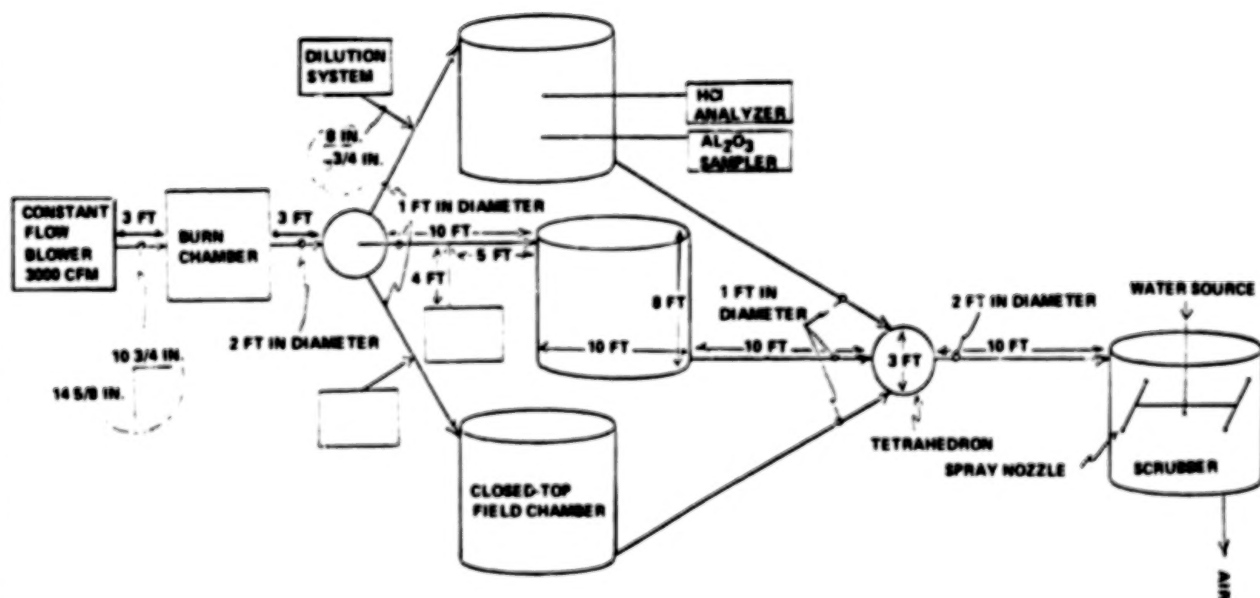 DILUTION
SYSTEM
HCl
ANALYZER
AL2O3
SAMPLER
8 IN.
3/4 IN.
CONSTANT
FLOW
BLOWER
3000 CFM
3 FT
BURN
CHAMBER
3 FT
1 FT IN DIAMETER
10 FT
5 FT
4 FT
2 FT IN DIAMETER
10 3/4 IN.
14 5/8 IN.
8 FT
10 FT
1 FT IN
DIAMETER
10 FT
3 FT
2 FT IN DIAMETER
10 FT
WATER SOURCE
TETRAHEDRON
SPRAY NOZZLE
SCRUBBER
CLOSED-TOP
FIELD CHAMBER
AIR